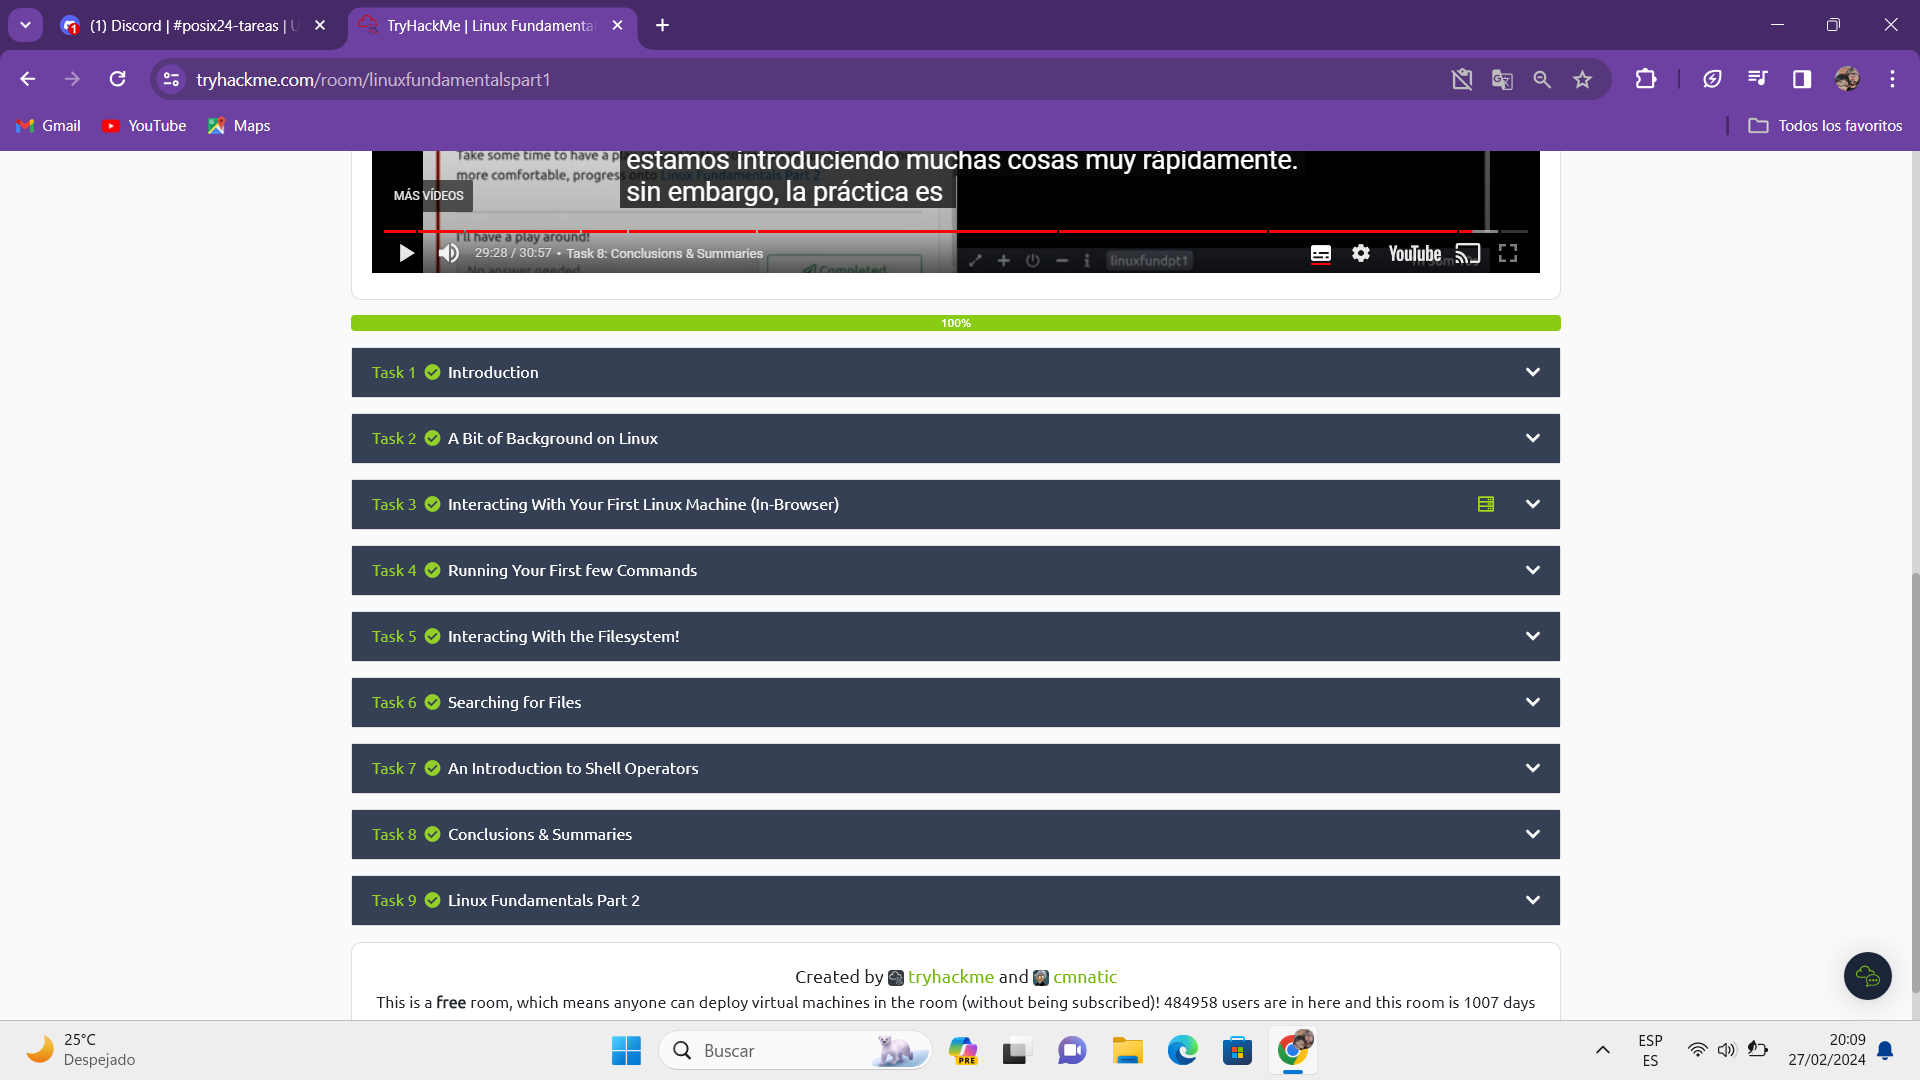 (1) Discord | #posix24-tareas | U
TryHackMe | Linux Fundamenta
tryhackme.com/room/linuxfundamentalspart1
Gmail
YouTube
Maps
Todos los favoritos
Take some time to have a
more comfortable, progress onto Linux Fundamentals Part 2
estamos introduciendo muchas cosas muy rápidamente.
sin embargo, la práctica es
MÁS VÍDEOS
I'll have a play around!
29:28 / 30:57 • Task 8: Conclusions & Summaries
YouTube
No answer needed
Completed
linuxfundpt1
100%
Task 1 Introduction
Task 2 A Bit of Background on Linux
Task 3 Interacting With Your First Linux Machine (In-Browser)
Task 4 Running Your First few Commands
Task 5 Interacting With the Filesystem!
Task 6 Searching for Files
Task 7 An Introduction to Shell Operators
Task 8 Conclusions & Summaries
Task 9 Linux Fundamentals Part 2
Created by tryhackme and cmnatic
This is a free room, which means anyone can deploy virtual machines in the room (without being subscribed)! 484958 users are in here and this room is 1007 days
25°C
Despejado
Buscar
PRE
ESP
ES
20:09
27/02/2024